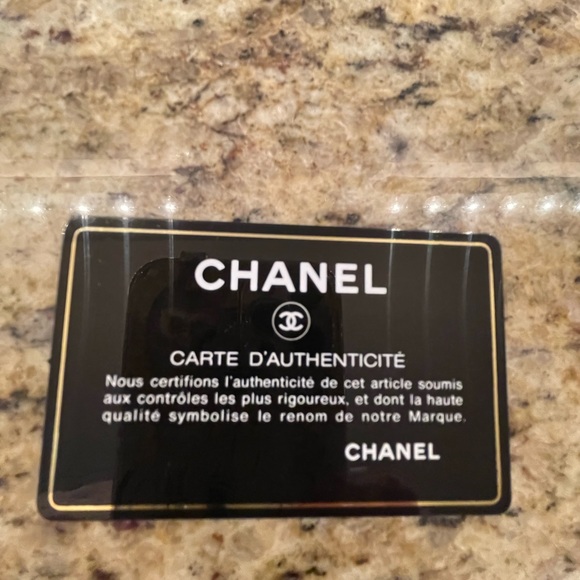 CHANEL
CARTE D'AUTHENTICITÉ
Nous certifions l'authenticité de cet article soumis
aux contrôles les plus rigoureux, et dont la haute
qualité symbolise le renom de notre Marque.
CHANEL